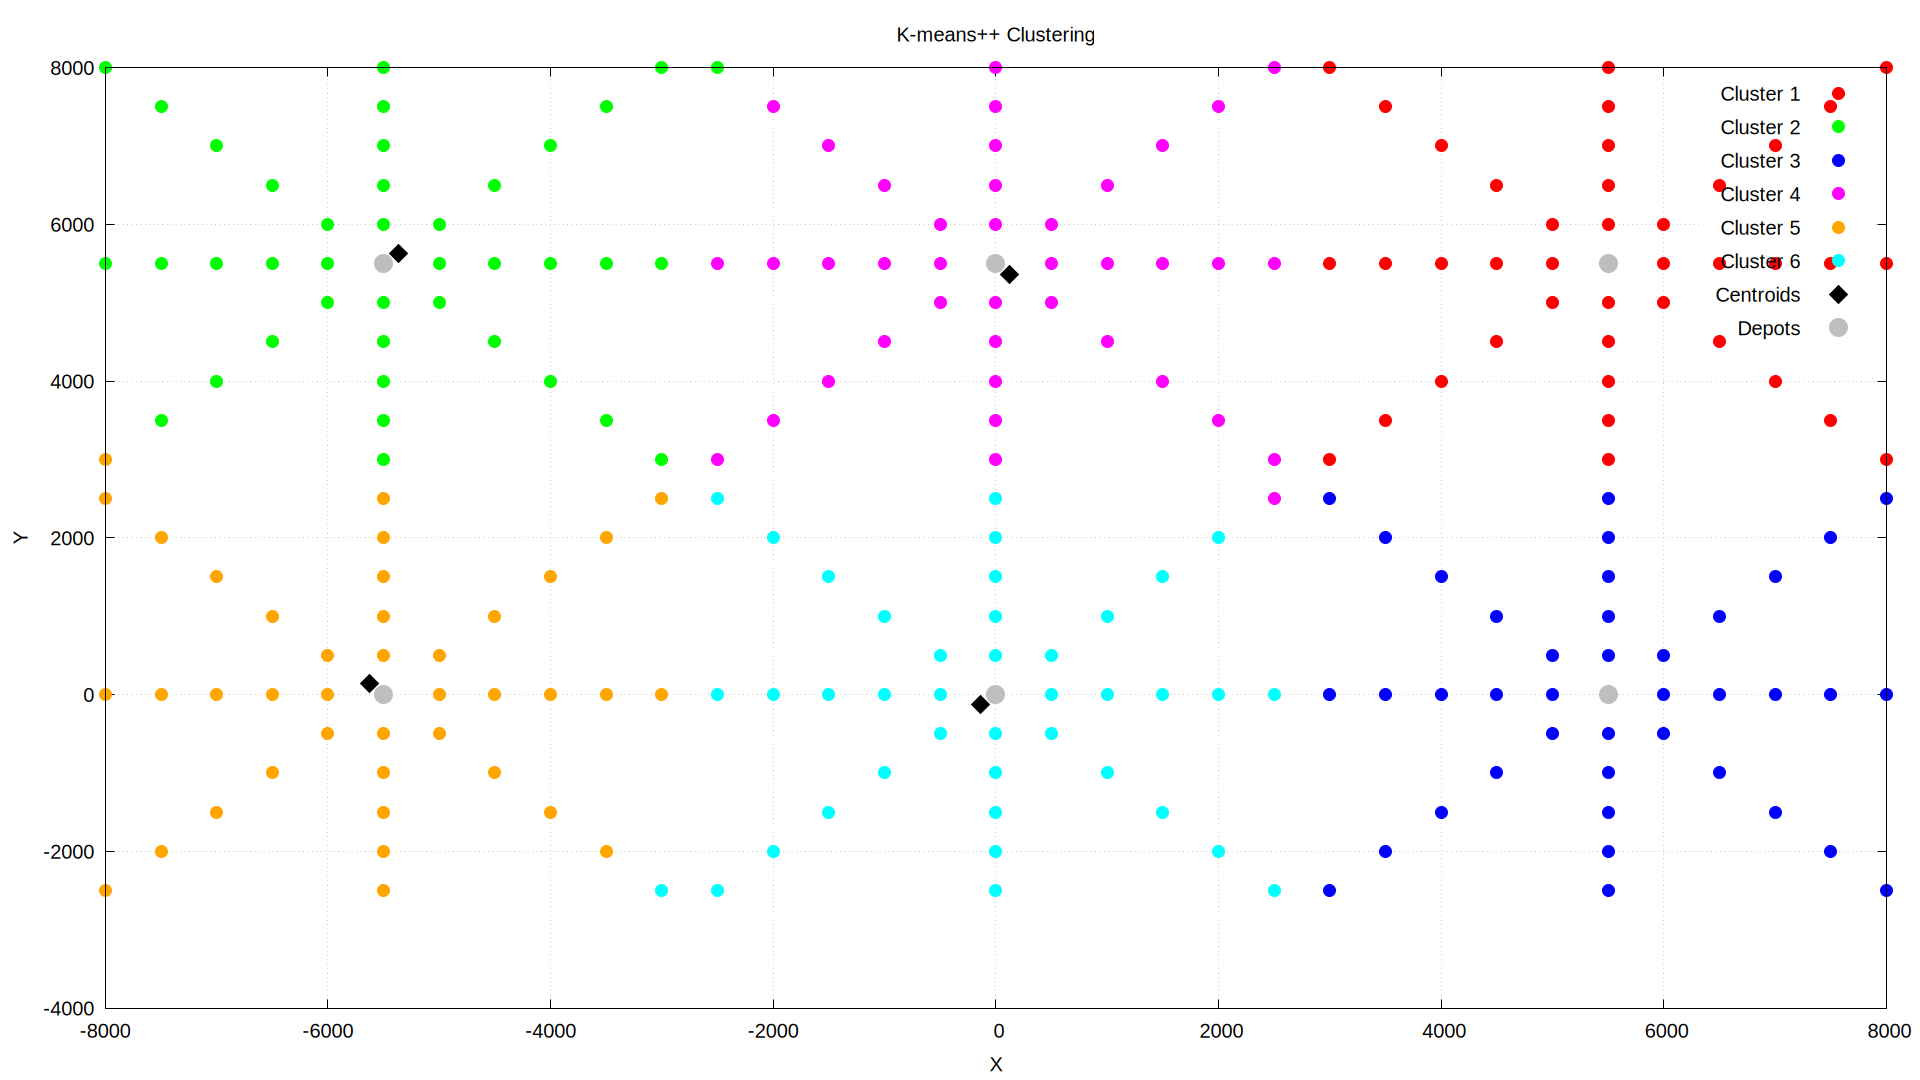 K-means++ Clustering
8000
6000
4000
2000
0
-2000
-4000
Y
Cluster 1
Cluster 2
Cluster 3
Cluster 4
Cluster 5
Cluster 6
Centroids
Depots
-8000 -6000 -4000 -2000 0 2000 4000 6000 8000
X